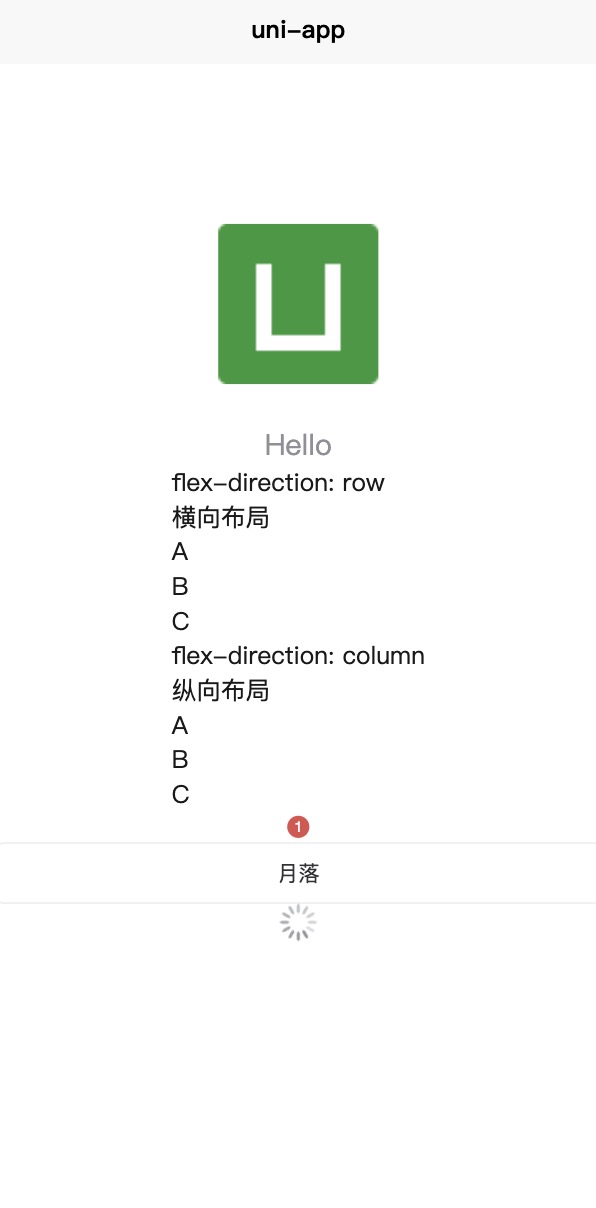 uni-app
Hello
flex-direction: row
横向布局
A
B
C
flex-direction: column
纵向布局
A
B
C
1
月落